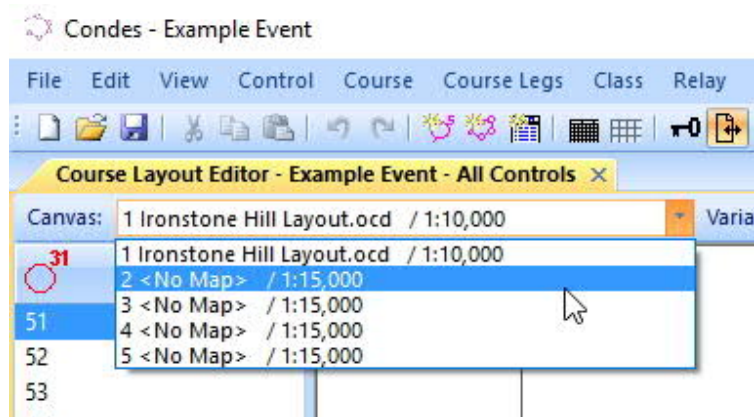 Condes - Example Event
File Edit View Control Course Course Legs Class Relay
Course Layout Editor - Example Event - All Controls
Canvas: 1 Ironstone Hill Layout.ocd / 1:10,000 Varia
1 Ironstone Hill Layout.ocd / 1:10,000
31
2 <No Map> / 1:15,000
3 <No Map> / 1:15,000
51
4 <No Map> / 1:15,000
52
5 <No Map> / 1:15,000
53